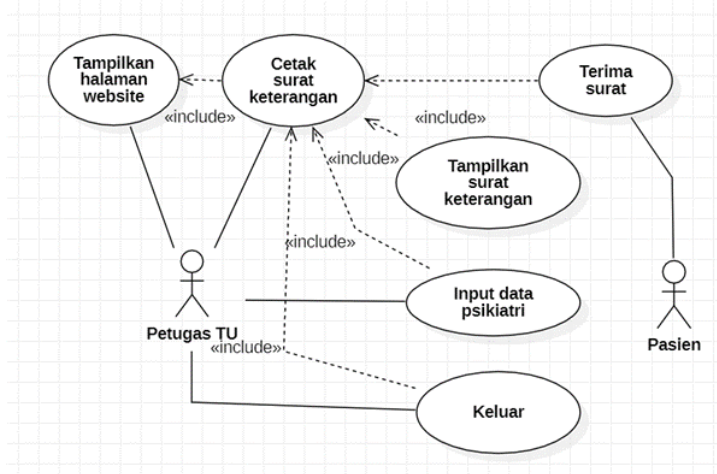 Tampilkan
halaman
website
Cetak
surat
keterangan
Terima
surat
«include»
«include»
«include»
Tampilkan
surat
keterangan
«include»
Input data
psikiatri
Petugas TU
«include»
Pasien
Keluar